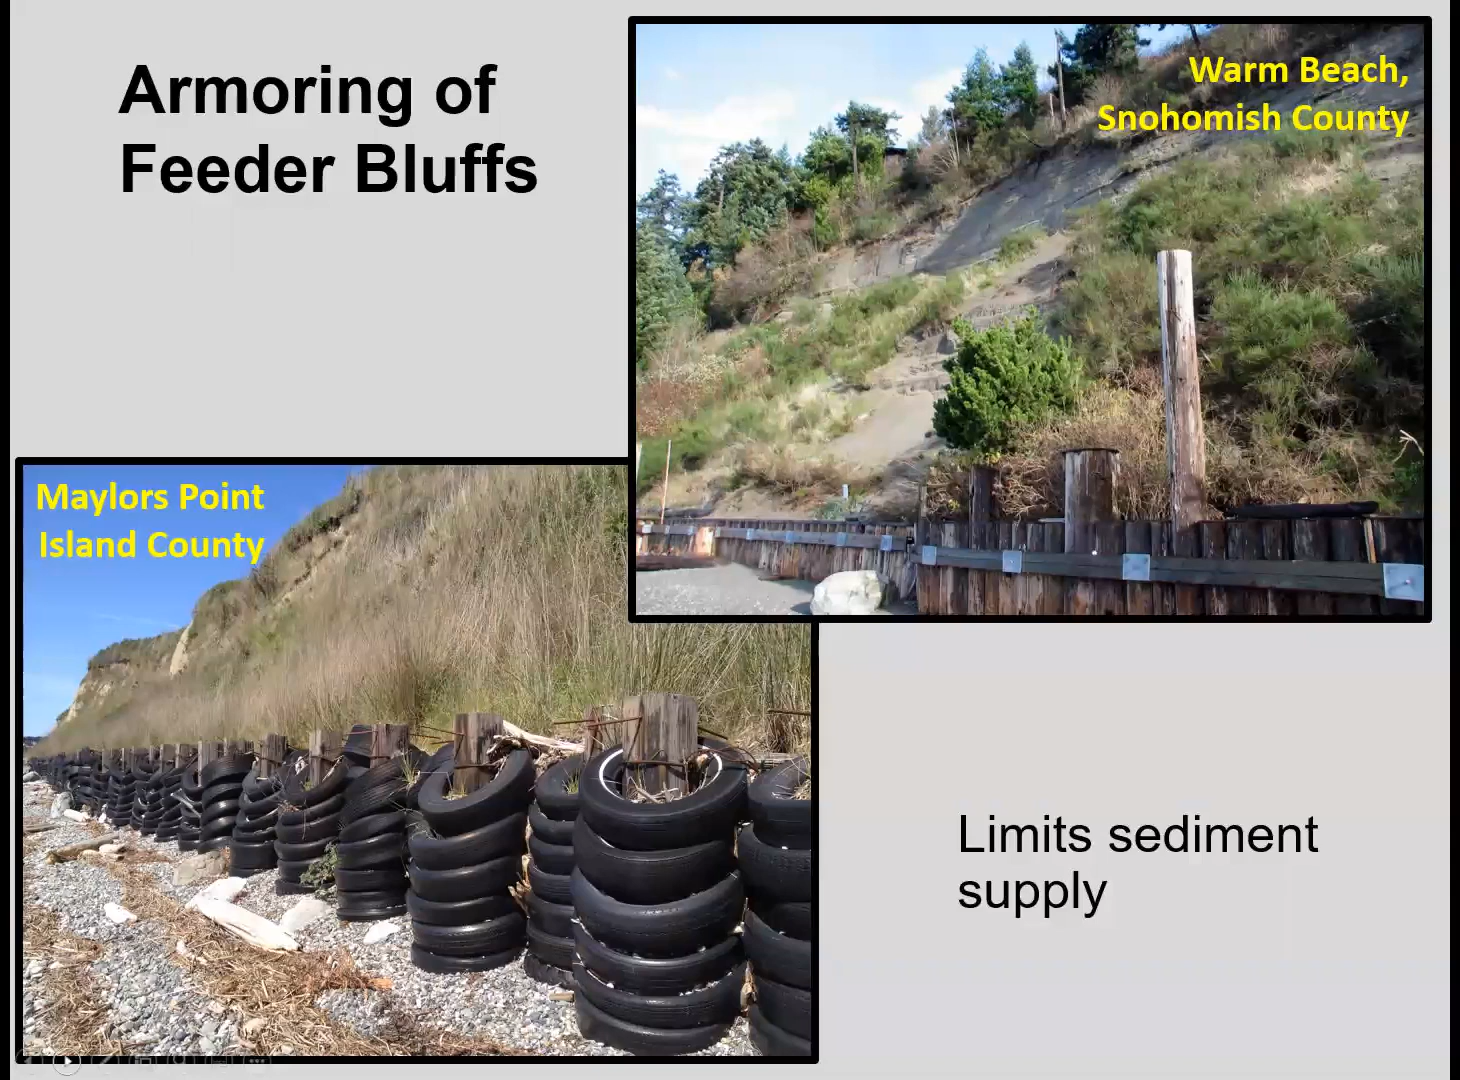 Armoring of
Feeder Bluffs
Warm Beach,
Snohomish County
Maylors Point
Island County
Limits sediment
supply